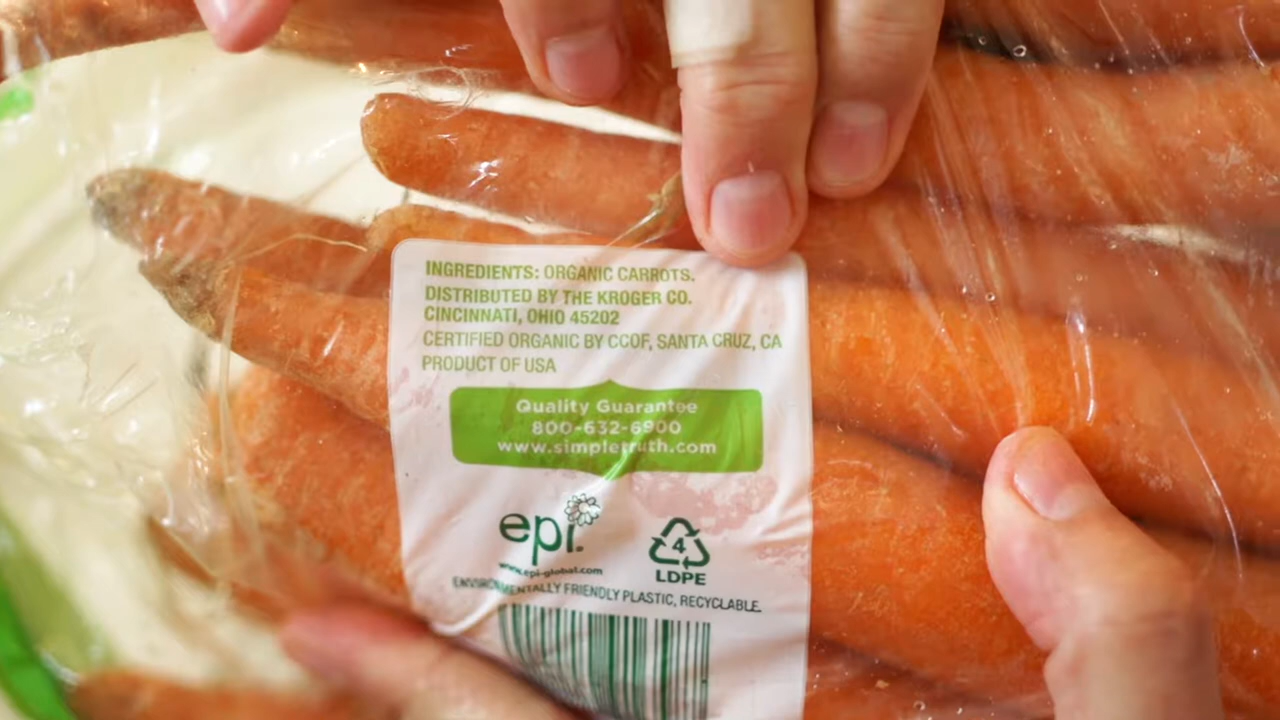 INGREDIENTS: ORGANIC CARROTS.
DISTRIBUTED BY THE KROGER CO.
CINCINNATI, OHIO 45202
CERTIFIED ORGANIC BY CCOF, SANTA CRUZ, CA
PRODUCT OF USA
Quality Guarantee
800-632-6900
www.simpletruth.com
epi.
www.epi-global.com
4
LDPE
ENVIRONMENTALLY FRIENDLY PLASTIC, RECYCLABLE.